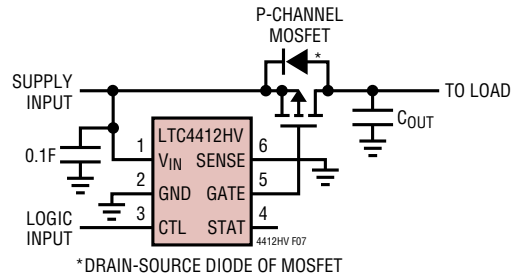 P-CHANNEL
MOSFET
*
SUPPLY
INPUT
TO LOAD
COUT
0.1F
LTC4412HV
1 VIN SENSE 6
2 GND GATE 5
3 CTL STAT 4
LOGIC
INPUT
4412HV F07
*DRAIN-SOURCE DIODE OF MOSFET